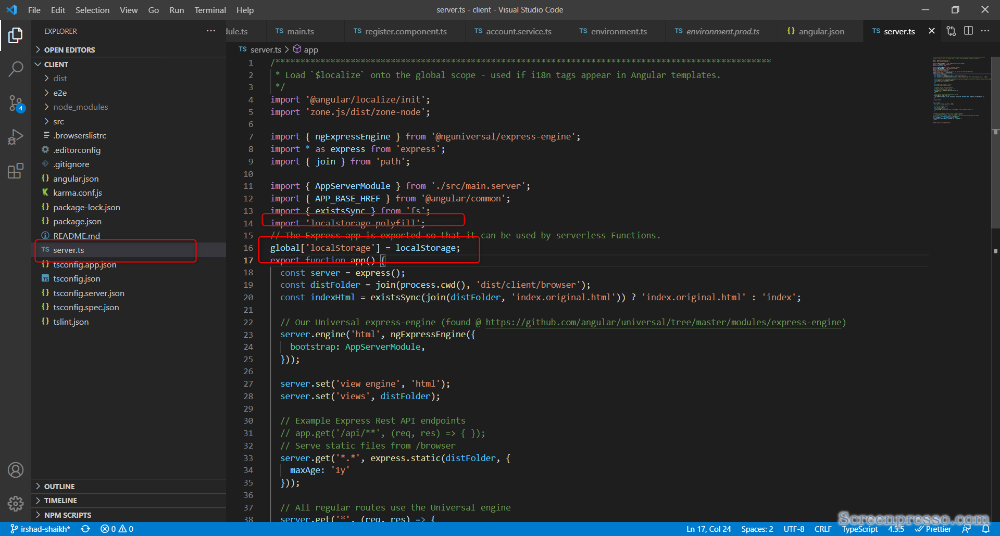 File Edit Selection View Go Run Terminal Help
server.ts - client - Visual Studio Code
EXPLORER
OPEN EDITORS
CLIENT
dist
e2e
node_modules
src
.browserslistrc
.editorconfig
.gitignore
angular.json
karma.conf.js
package-lock.json
package.json
README.md
TS server.ts
tsconfig.app.json
tsconfig.json
tsconfig.server.json
tsconfig.spec.json
tslint.json
OUTLINE
TIMELINE
NPM SCRIPTS
4
dule.ts TS main.ts TS register.component.ts TS account.service.ts TS environment.ts TS environment.prod.ts {} angular.json TS server.ts
TS server.ts > app
1 /***************************************************************************************************
2 * Load `$localize` onto the global scope - used if i18n tags appear in Angular templates.
3 */
4 import '@angular/localize/init';
5 import 'zone.js/dist/zone-node';
6
7 import { ngExpressEngine } from '@nguniversal/express-engine';
8 import * as express from 'express';
9 import { join } from 'path';
10
11 import { AppServerModule } from './src/main.server';
12 import { APP_BASE_HREF } from '@angular/common';
13 import { existsSync } from 'fs';
14 import 'localstorage-polyfill';
15 // The Express app is exported so that it can be used by serverless Functions.
16 global['localStorage'] = localStorage;
17 export function app() {
18 const server = express();
19 const distFolder = join(process.cwd(), 'dist/client/browser');
20 const indexHtml = existsSync(join(distFolder, 'index.original.html')) ? 'index.original.html' : 'index';
21
22 // Our Universal express-engine (found @ https://github.com/angular/universal/tree/master/modules/express-engine)
23 server.engine('html', ngExpressEngine({
24 bootstrap: AppServerModule,
25 }));
26
27 server.set('view engine', 'html');
28 server.set('views', distFolder);
29
30 // Example Express Rest API endpoints
31 // app.get('/api/**', (req, res) => { });
32 // Serve static files from /browser
33 server.get('*.*', express.static(distFolder, {
34 maxAge: '1y'
35 }));
36
37 // All regular routes use the Universal engine
38 server.get('*', (req, res) => {
Screenpresso.com
irshad-shaikh* 0 0 Ln 17, Col 24 Spaces: 2 UTF-8 CRLF TypeScript 4.3.5 Prettier